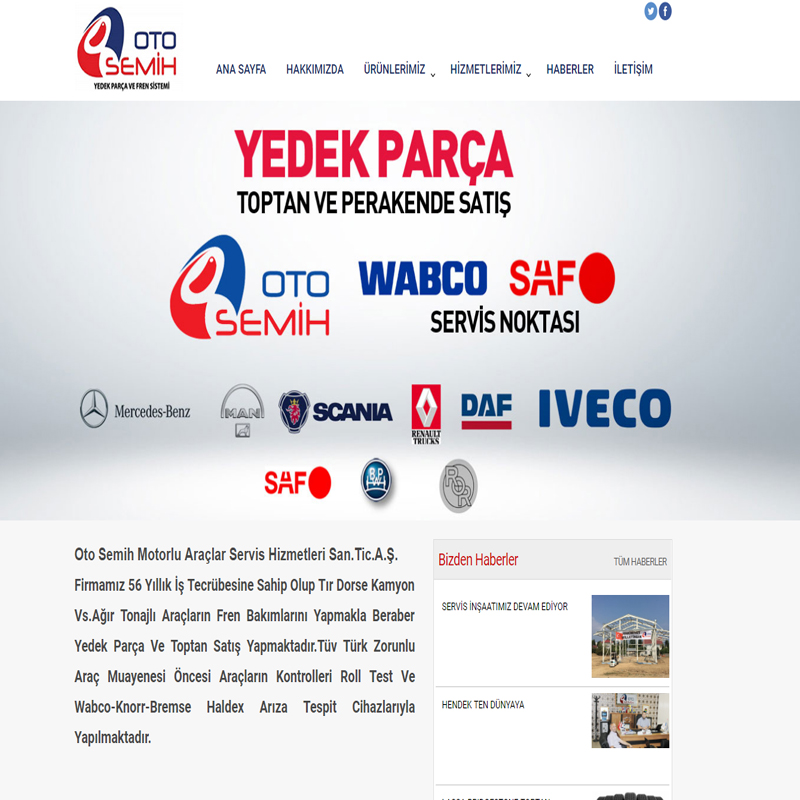 OTO
SEMİH
YEDEK PARÇA VE FREN SİSTEMİ
ANA SAYFA
HAKKIMIZDA
ÜRÜNLERİMİZ
HİZMETLERİMİZ
HABERLER
İLETİŞİM
YEDEK PARÇA
TOPTAN VE PERAKENDE SATIŞ
OTO
SEMİH
WABCO
SAF
SERVİS NOKTASI
Mercedes-Benz
MAN
SCANIA
RENAULT
TRUCKS
DAF
IVECO
SAF
BPW
ROR
Oto Semih Motorlu Araçlar Servis Hizmetleri San.Tic.A.Ş.
Firmamız 56 Yıllık İş Tecrübesine Sahip Olup Tır Dorse Kamyon
Vs.Ağır Tonajlı Araçların Fren Bakımlarını Yapmakla Beraber
Yedek Parça Ve Toptan Satış Yapmaktadır.Tüv Türk Zorunlu
Araç Muayenesi Öncesi Araçların Kontrolleri Roll Test Ve
Wabco-Knorr-Bremse Haldex Arıza Tespit Cihazlarıyla
Yapılmaktadır.
Bizden Haberler
TÜM HABERLER
SERVİS İNŞAATIMIZ DEVAM EDİYOR
HENDEK TEN DÜNYAYA